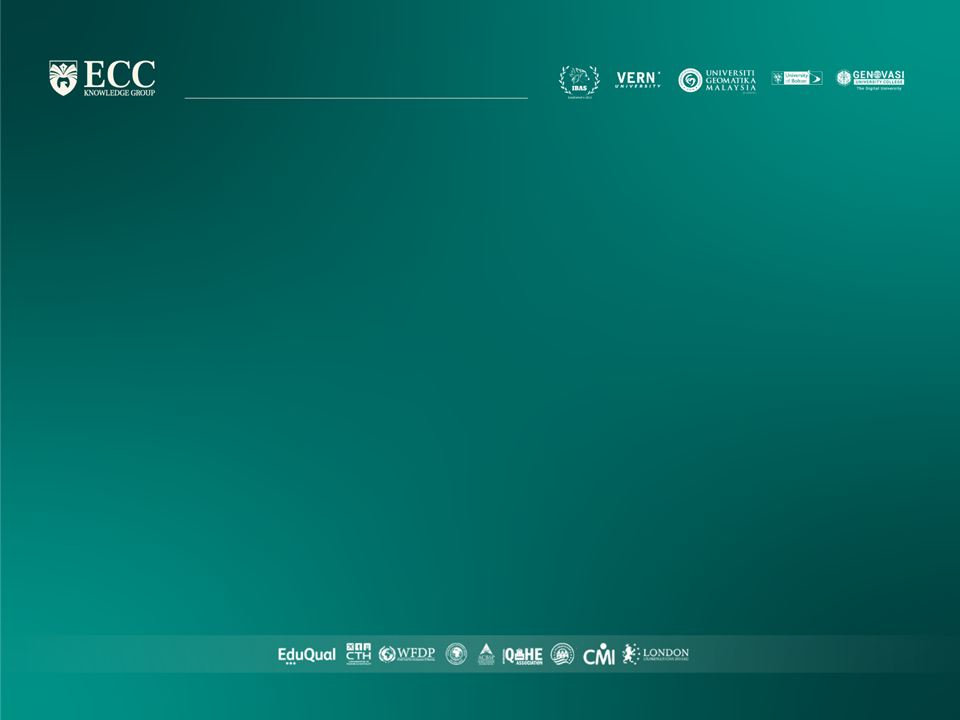 ECC
KNOWLEDGE GROUP
IBAS
VERN'
UNIVERSITY
UNIVERSITI
GEOMATIKA
MALAYSIA
University
of Bolton
GENOVASI
UNIVERSITY COLLEGE
The Digital University
EduQual
CTH
WFDP
ACBSP
QAHE
ASSOCIATION
CMI
LONDON